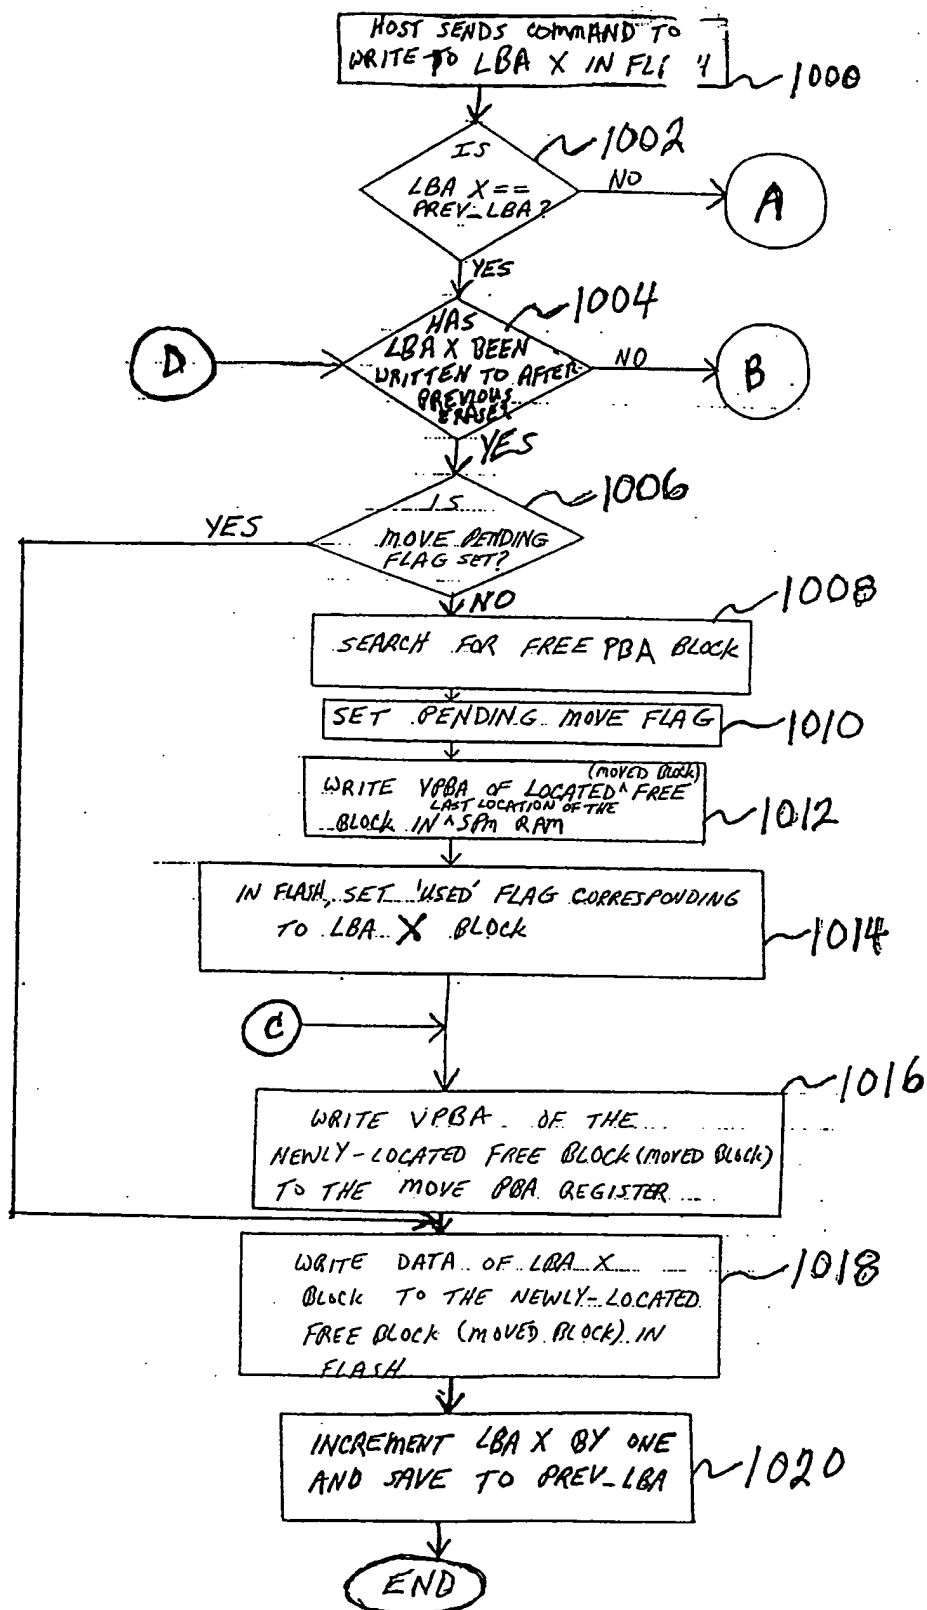 HOST SENDS COMMAND TO
WRITE TO LBA X IN
1000
1002
IS
LBA X ==
PREV_LBA?
NO
A
YES
1004
D
HAS
LBA X BEEN
WRITTEN TO AFTER
PREVIOUS
ERASE?
NO
B
YES
1006
IS
MOVE PENDING
FLAG SET?
YES
NO
1008
SEARCH FOR FREE PBA BLOCK
SET PENDING MOVE FLAG
1010
(MOVED BLOCK)
WRITE VPBA OF LOCATED ^ FREE
LAST LOCATION OF THE
BLOCK IN ^ SPM RAM
1012
IN FLASH, SET 'USED' FLAG CORRESPONDING
TO LBA X BLOCK
1014
C
1016
WRITE VPBA OF THE
NEWLY-LOCATED FREE BLOCK (MOVED BLOCK)
TO THE MOVE PBA REGISTER
WRITE DATA OF LBA X
BLOCK TO THE NEWLY-LOCATED
FREE BLOCK (MOVED BLOCK) IN
FLASH
1018
INCREMENT LBA X BY ONE
AND SAVE TO PREV_LBA
1020
END